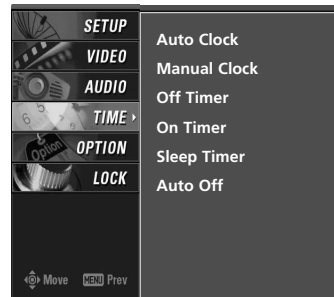 SETUP
VIDEO
AUDIO
TIME
OPTION
LOCK
Move MENU Prev
Auto Clock
Manual Clock
Off Timer
On Timer
Sleep Timer
Auto Off
Option